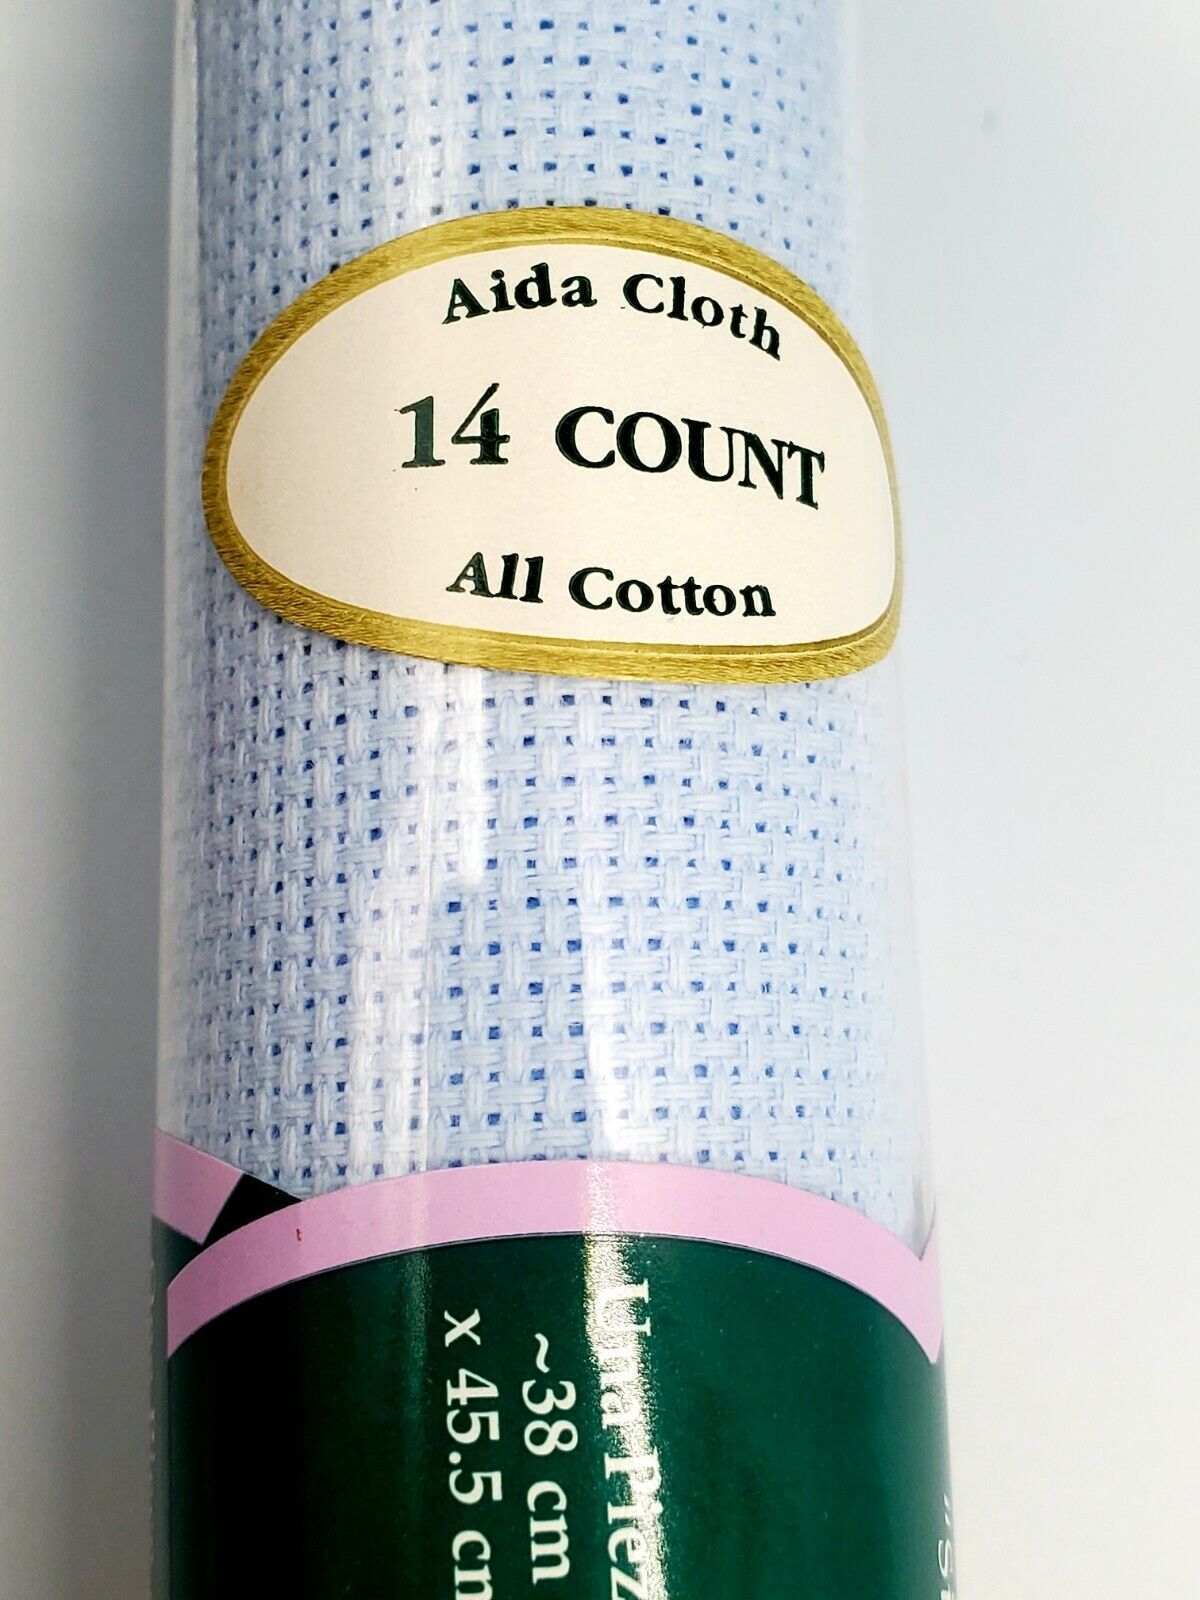 Aida Cloth
14 COUNT
All Cotton
~38 cm
x 45.5 cm